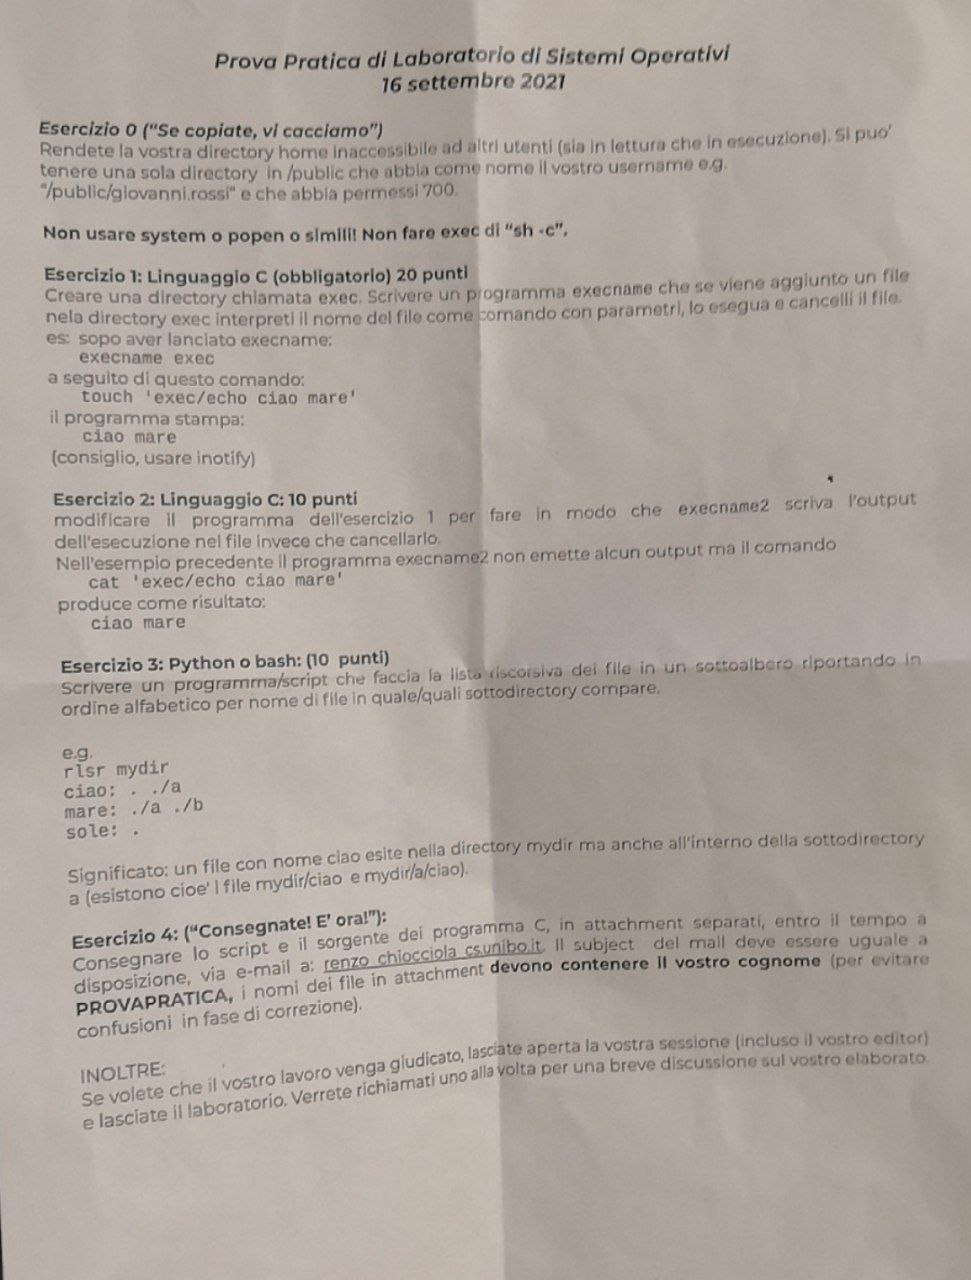 Prova Pratica di Laboratorio di Sistemi Operativi
16 settembre 2021
Esercizio 0 ("Se copiate, vi cacciamo")
Rendete la vostra directory home inaccessibile ad altri utenti (sia in lettura che in esecuzione). Si puo'
tenere una sola directory in /public che abbia come nome il vostro username e.g.
"/public/giovanni.rossi" e che abbia permessi 700.
Non usare system o popen o simili! Non fare exec di "sh -c".
Esercizio 1: Linguaggio C (obbligatorio) 20 punti
Creare una directory chiamata exec. Scrivere un programma execname che se viene aggiunto un file
nela directory exec interpreti il nome del file come comando con parametri, lo esegua e cancelli il file.
es: sopo aver lanciato execname:
execname exec
a seguito di questo comando:
touch 'exec/echo ciao mare'
il programma stampa:
ciao mare
(consiglio, usare inotify)
Esercizio 2: Linguaggio C: 10 punti
modificare il programma dell'esercizio 1 per fare in modo che execname2 scriva l'output
dell'esecuzione nel file invece che cancellarlo.
Nell'esempio precedente il programma execname2 non emette alcun output ma il comando
cat 'exec/echo ciao mare'
produce come risultato:
ciao mare
Esercizio 3: Python o bash: (10 punti)
Scrivere un programma/script che faccia la lista riscorsiva dei file in un sottoalbero riportando in
ordine alfabetico per nome di file in quale/quali sottodirectory compare.
e.g.
rlsr mydir
ciao: . ./a
mare: ./a ./b
sole: .
Significato: un file con nome ciao esite nella directory mydir ma anche all'interno della sottodirectory
a (esistono cioe' i file mydir/ciao e mydir/a/ciao).
Esercizio 4: ("Consegnate! E' ora!"):
Consegnare lo script e il sorgente dei programma C, in attachment separati, entro il tempo a
disposizione, via e-mail a: renzo chiocciola cs.unibo.it. Il subject del mail deve essere uguale a
PROVAPRATICA, i nomi dei file in attachment devono contenere il vostro cognome (per evitare
confusioni in fase di correzione).
INOLTRE:
Se volete che il vostro lavoro venga giudicato, lasciate aperta la vostra sessione (incluso il vostro editor)
e lasciate il laboratorio. Verrete richiamati uno alla volta per una breve discussione sul vostro elaborato.